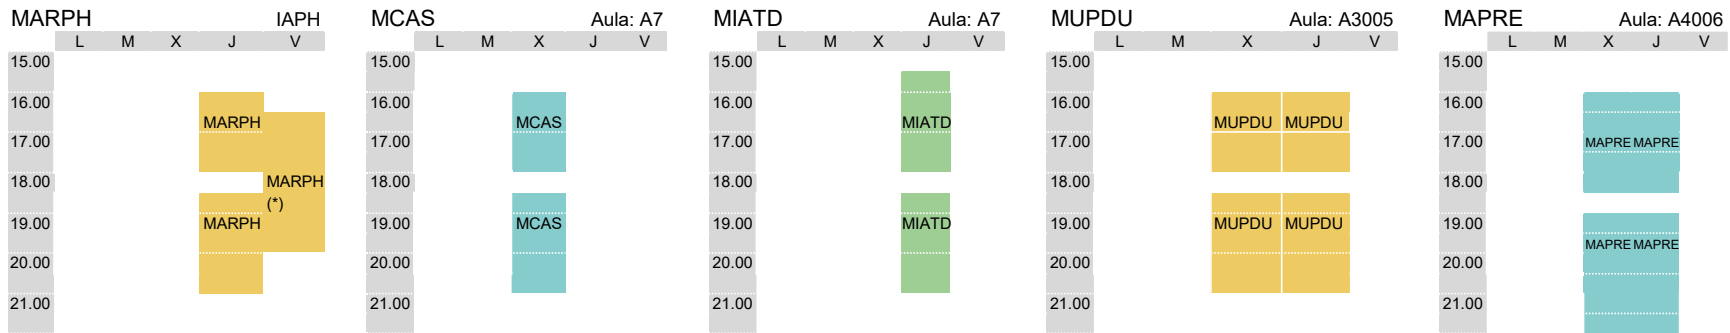 MARPH IAPH
L M X J V
15.00
16.00
MARPH
17.00
18.00
MARPH
(*)
19.00
MARPH
20.00
21.00
MCAS Aula: A7
L M X J V
15.00
16.00
MCAS
17.00
18.00
19.00
MCAS
20.00
21.00
MIATD Aula: A7
L M X J V
15.00
16.00
MIATD
17.00
18.00
19.00
MIATD
20.00
21.00
MUPDU Aula: A3005
L M X J V
15.00
16.00
MUPDU MUPDU
17.00
18.00
19.00
MUPDU MUPDU
20.00
21.00
MAPRE Aula: A4006
L M X J V
15.00
16.00
17.00
MAPRE MAPRE
18.00
19.00
MAPRE MAPRE
20.00
21.00